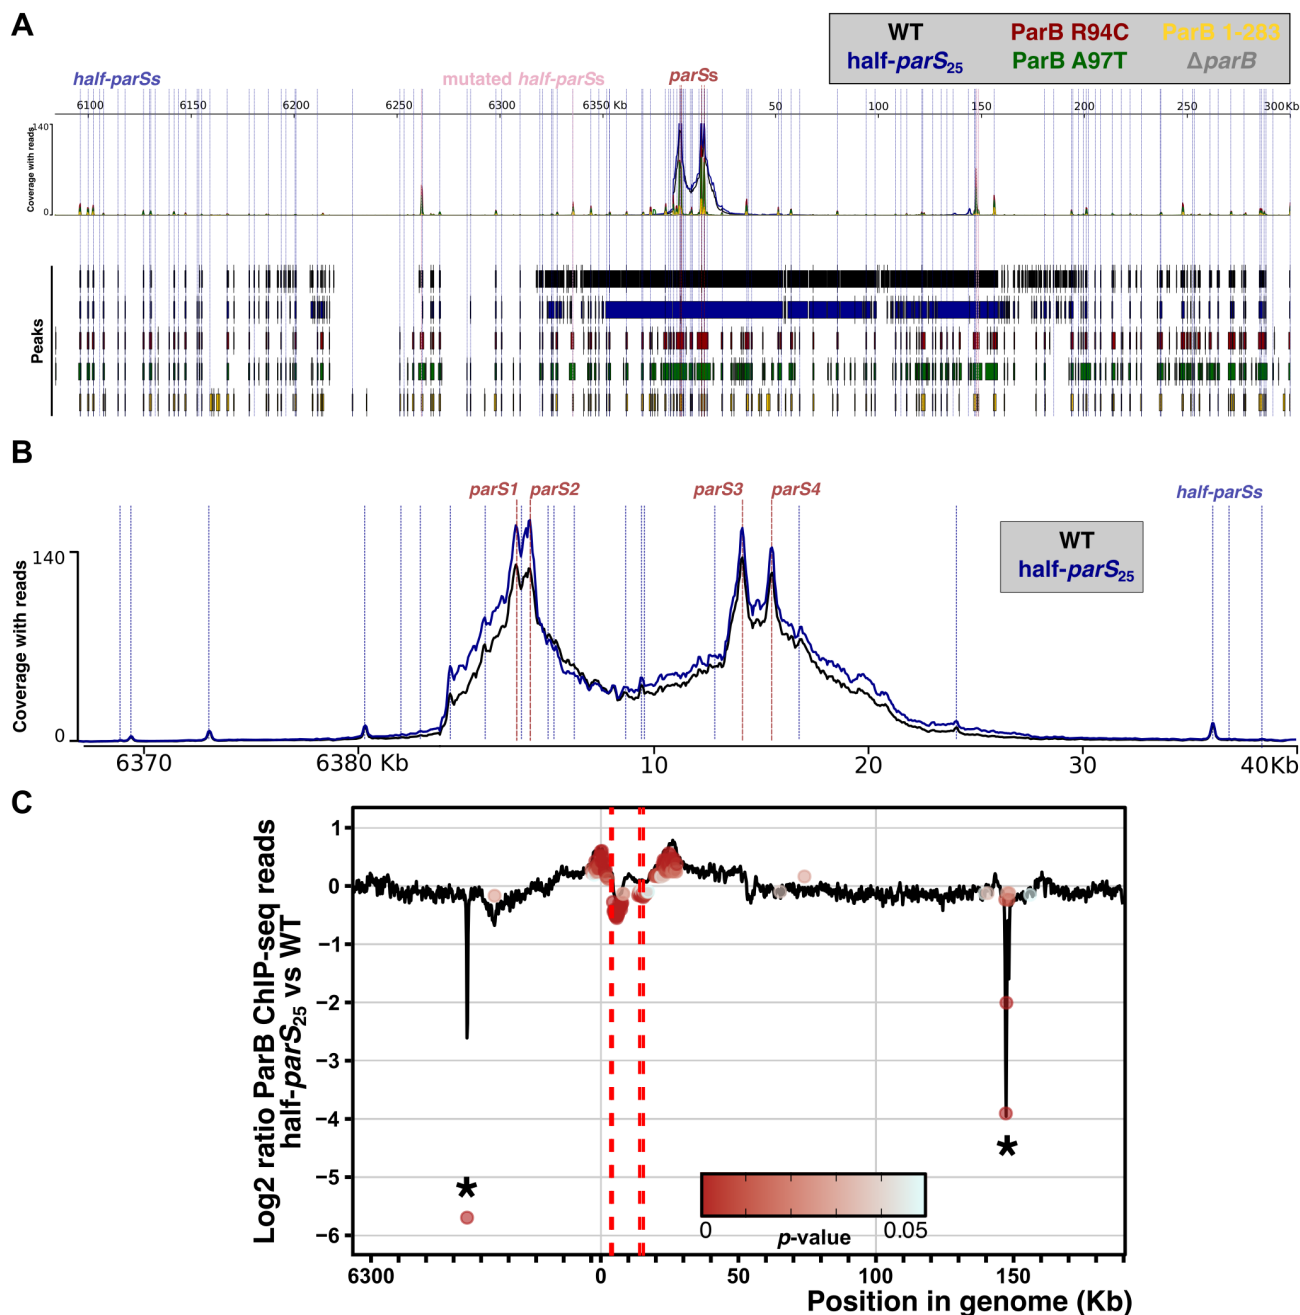 A
WT ParB R94C ParB 1-283
half-parS25 ParB A97T ΔparB
half-parSs mutated half-parSs parSs
6100 6150 6200 6250 6300 6350 Kb 50 100 150 200 250 300Kb
Coverage with reads
140
0
Peaks
B
parS1 parS2 parS3 parS4 half-parSs
WT
half-parS25
Coverage with reads
140
0
6370 6380 Kb 10 20 30 40Kb
C
Log2 ratio ParB ChIP-seq reads
half-parS25 vs WT
1
0
−1
−2
−3
−4
*
−5
*
−6
0 0.05
p-value
6300 0 50 100 150
Position in genome (Kb)